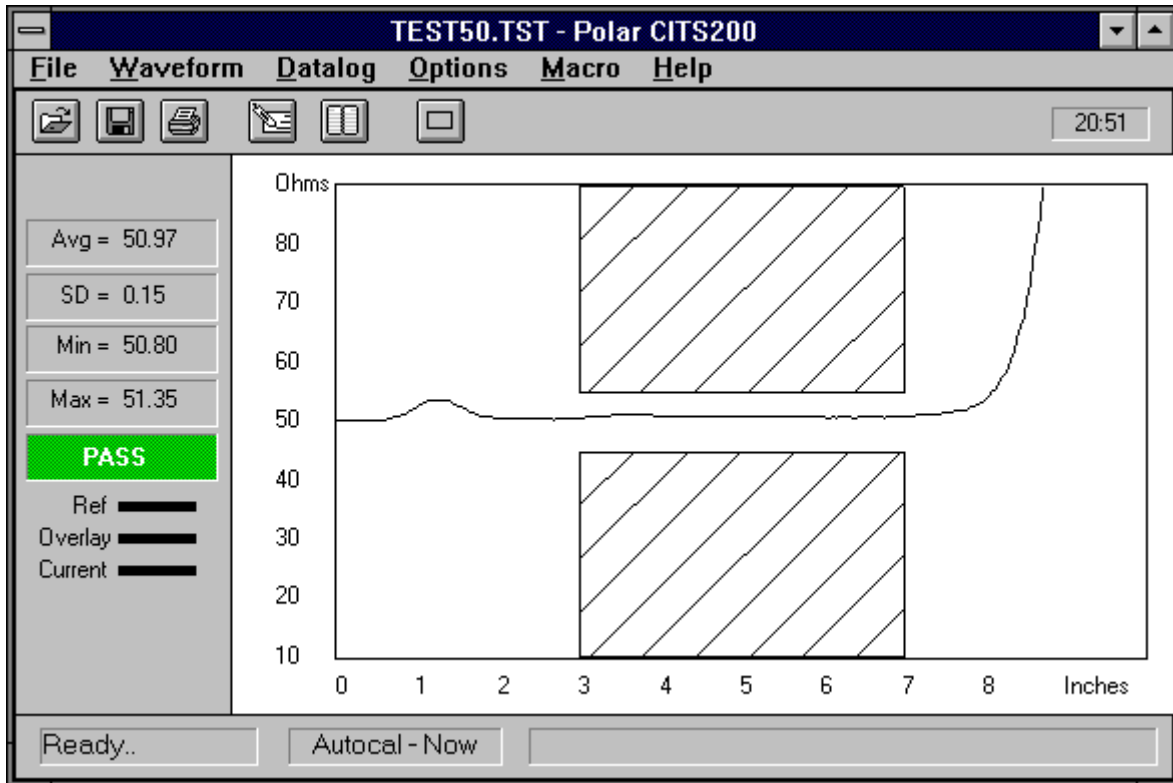 TEST50.TST - Polar CITS200
File Waveform Datalog Options Macro Help
20:51
Avg = 50.97
SD = 0.15
Min = 50.80
Max = 51.35
PASS
Ref
Overlay
Current
Ohms
80
70
60
50
40
30
20
10
0 1 2 3 4 5 6 7 8 Inches
Ready..
Autocal - Now